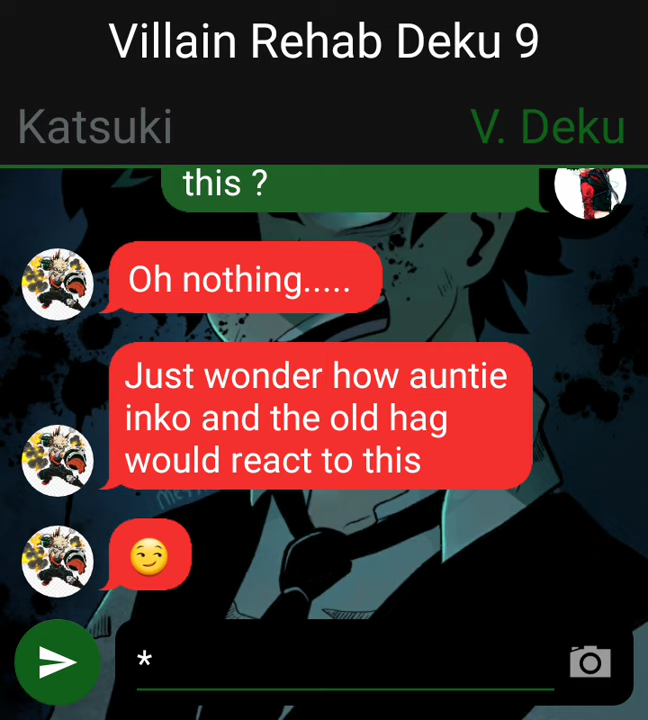 Villain Rehab Deku 9
Katsuki
V. Deku
this ?
Oh nothing.....
Just wonder how auntie
inko and the old hag
would react to this
*